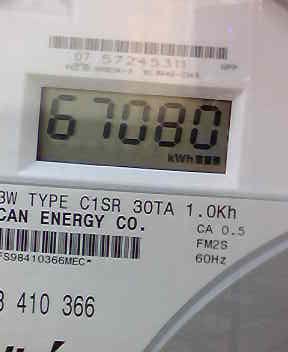 07 57245311
67080
kWh
3W TYPE C1SR 30TA 1.0Kh
CAN ENERGY CO.
CA 0.5
FM2S
*FS98410366MEC*
60Hz
8 410 366